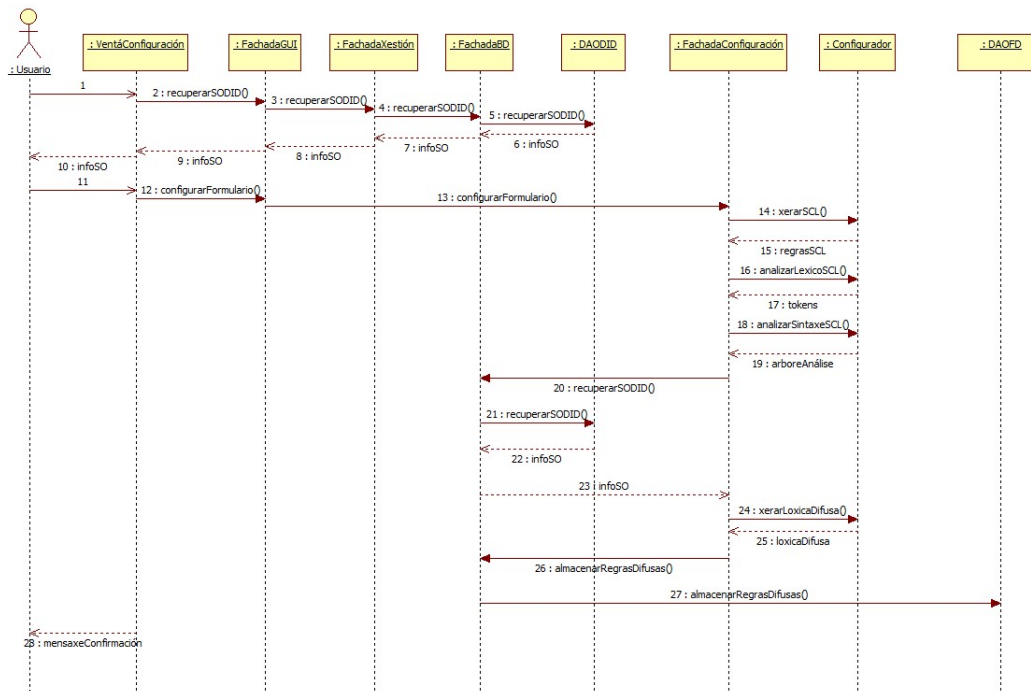 : VentáConfiguración
: FachadaGUI
: FachadaXestión
: FachadaBD
: DAODID
: FachadaConfiguración
: Configurador
: DAOFD
: Usuario
1
2 : recuperarSODID()
3 : recuperarSODID()
4 : recuperarSODID()
5 : recuperarSODID()
6 : infoSO
7 : infoSO
8 : infoSO
9 : infoSO
10 : infoSO
11
12 : configurarFormulario()
13 : configurarFormulario()
14 : xerarSCL()
15 : regrasSCL
16 : analizarLexicoSCL()
17 : tokens
18 : analizarSintaxeSCL()
19 : arboreAnálise
20 : recuperarSODID()
21 : recuperarSODID()
22 : infoSO
23 : infoSO
24 : xerarLoxicaDifusa()
25 : loxicaDifusa
26 : almacenarRegrasDifusas()
27 : almacenarRegrasDifusas()
28 : mensaxeConfirmación